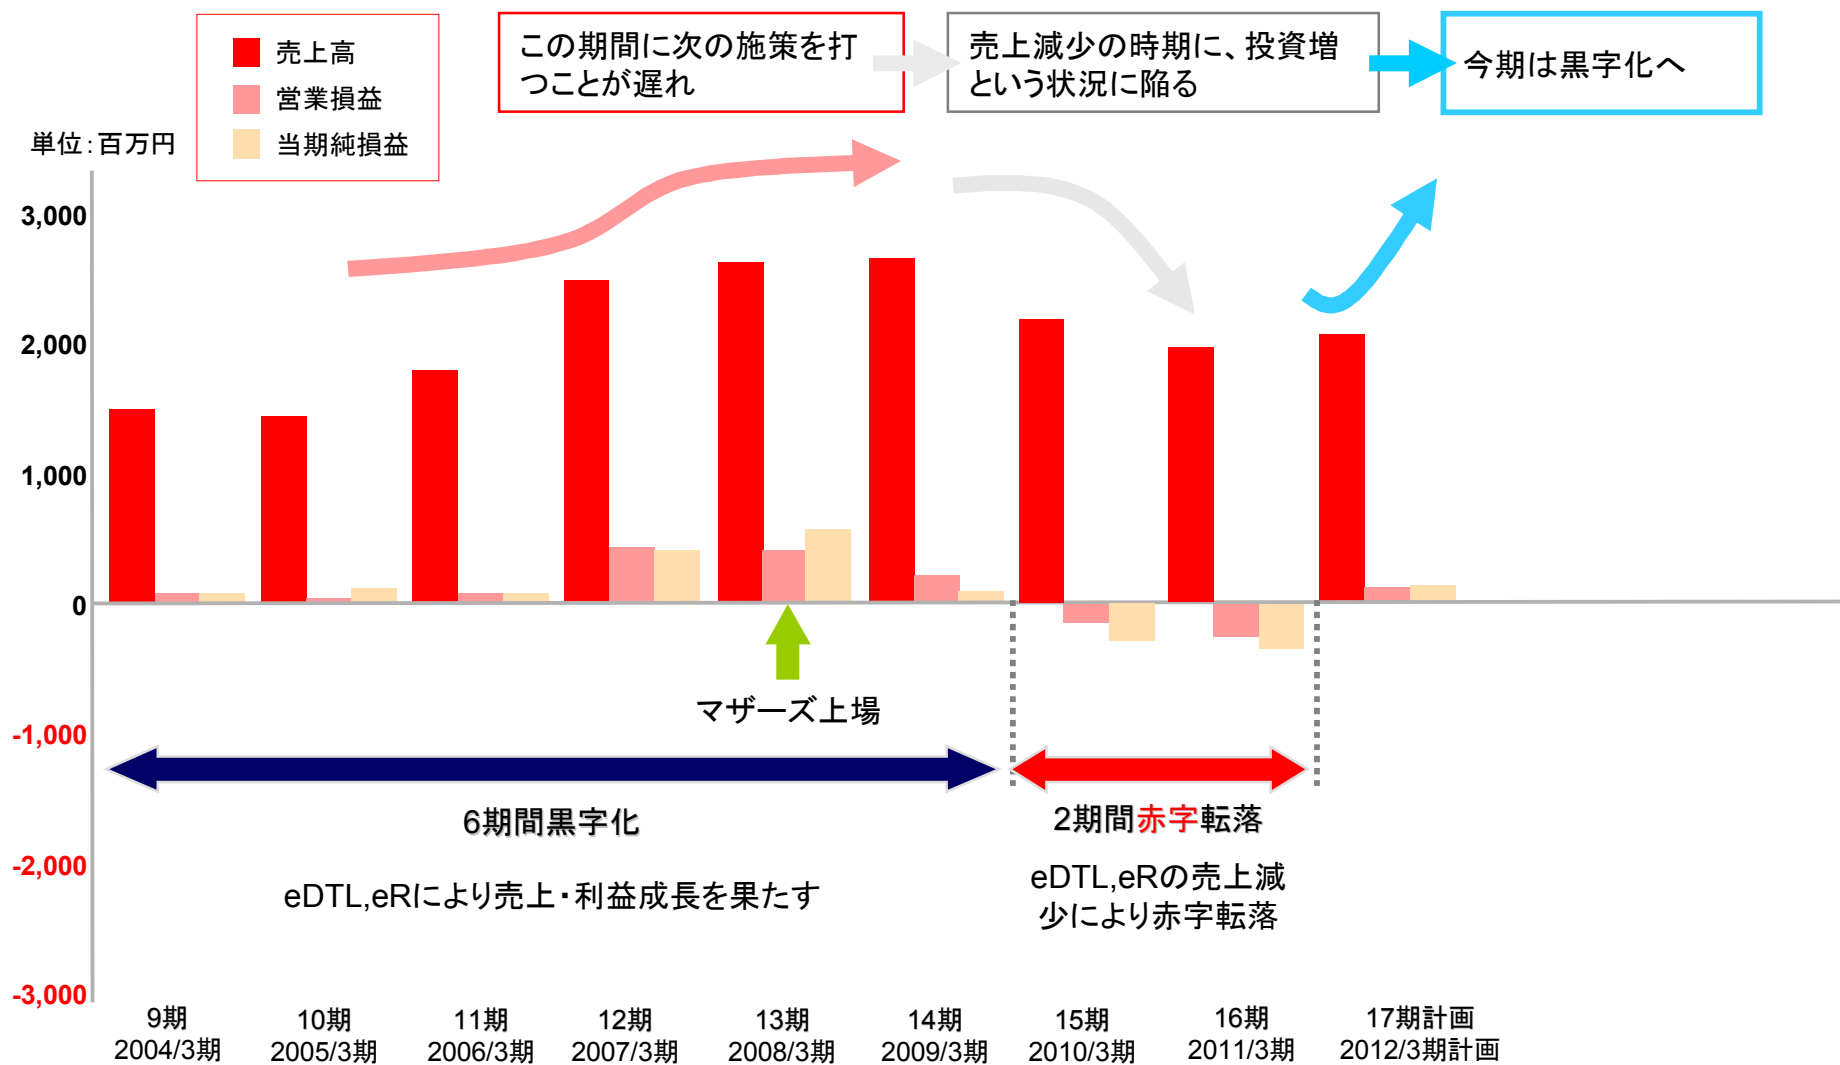 売上高
営業損益
当期純損益
この期間に次の施策を打
つことが遅れ
売上減少の時期に、投資増
という状況に陥る
今期は黒字化へ
単位：百万円
3,000
2,000
1,000
0
-1,000
-2,000
-3,000
マザーズ上場
6期間黒字化
eDTL,eRにより売上・利益成長を果たす
2期間赤字転落
eDTL,eRの売上減
少により赤字転落
9期
2004/3期
10期
2005/3期
11期
2006/3期
12期
2007/3期
13期
2008/3期
14期
2009/3期
15期
2010/3期
16期
2011/3期
17期計画
2012/3期計画